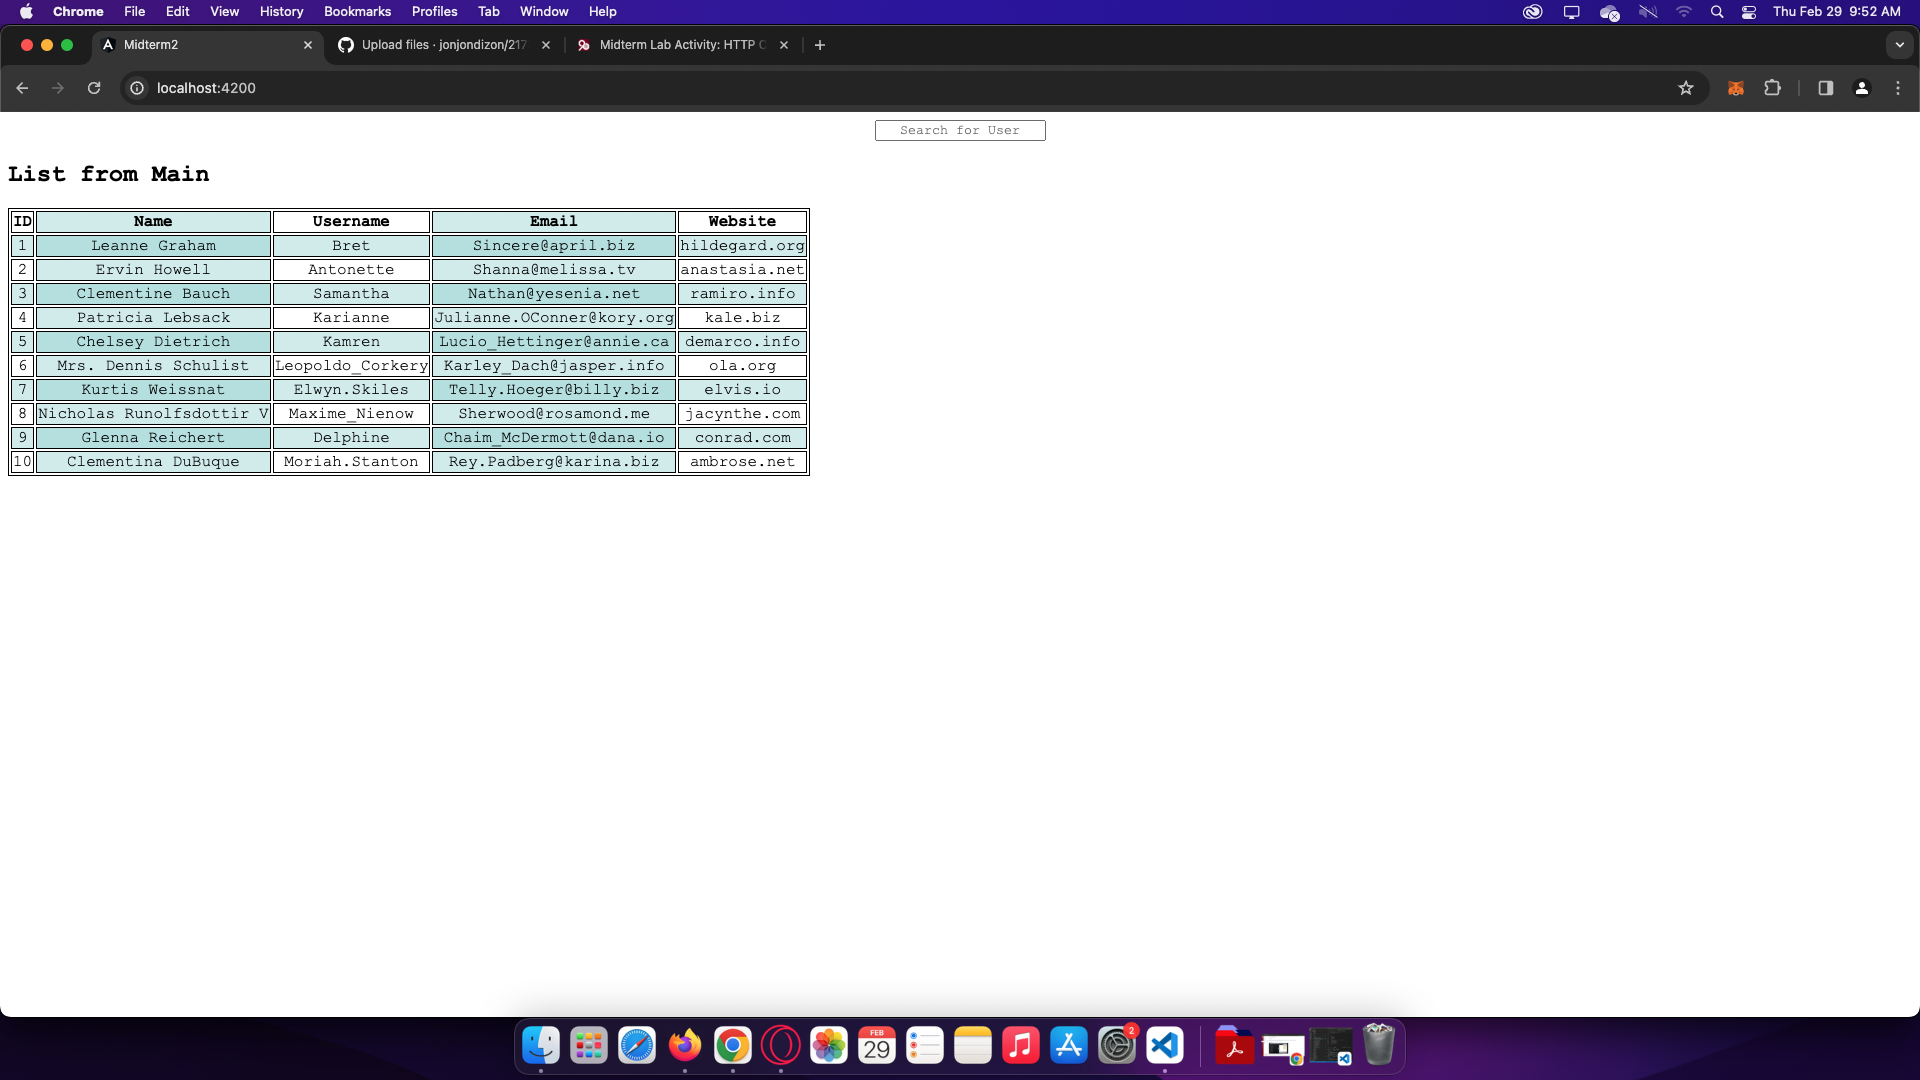 Chrome File Edit View History Bookmarks Profiles Tab Window Help Thu Feb 29 9:52 AM
Midterm2 Upload files · jonjondizon/217 Midterm Lab Activity: HTTP C
localhost:4200
Search for User
List from Main
ID Name Username Email Website
1 Leanne Graham Bret Sincere@april.biz hildegard.org
2 Ervin Howell Antonette Shanna@melissa.tv anastasia.net
3 Clementine Bauch Samantha Nathan@yesenia.net ramiro.info
4 Patricia Lebsack Karianne Julianne.OConner@kory.org kale.biz
5 Chelsey Dietrich Kamren Lucio_Hettinger@annie.ca demarco.info
6 Mrs. Dennis Schulist Leopoldo_Corkery Karley_Dach@jasper.info ola.org
7 Kurtis Weissnat Elwyn.Skiles Telly.Hoeger@billy.biz elvis.io
8 Nicholas Runolfsdottir V Maxime_Nienow Sherwood@rosamond.me jacynthe.com
9 Glenna Reichert Delphine Chaim_McDermott@dana.io conrad.com
10 Clementina DuBuque Moriah.Stanton Rey.Padberg@karina.biz ambrose.net
FEB 2
29